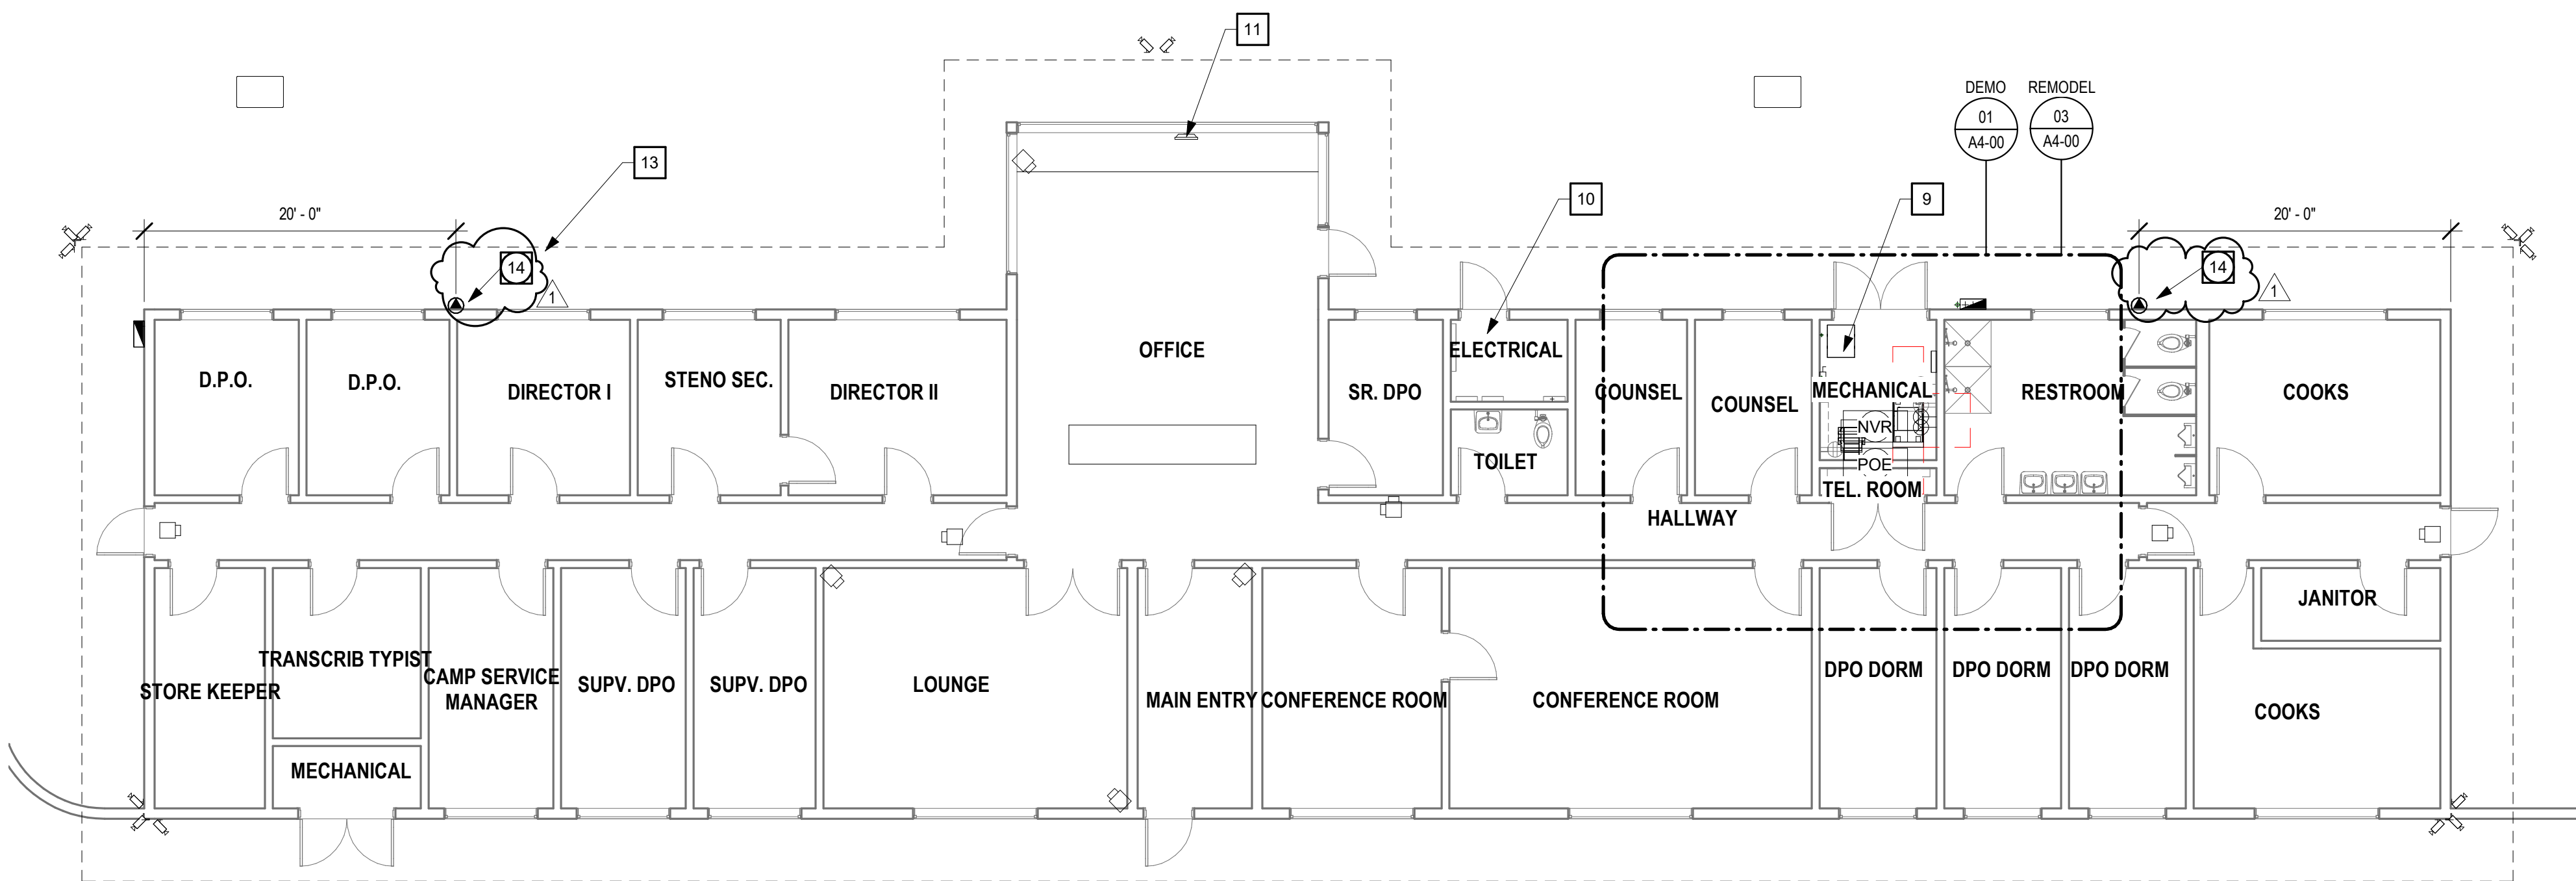 11
DEMO REMODEL
01 03
A4-00 A4-00
13
10
9
20' - 0"
20' - 0"
14
1
14
1
OFFICE
ELECTRICAL
D.P.O.
D.P.O.
DIRECTOR I
STENO SEC.
DIRECTOR II
SR. DPO
COUNSEL
COUNSEL
MECHANICAL
RESTROOM
COOKS
NVR
TOILET
POE
TEL. ROOM
HALLWAY
JANITOR
STORE KEEPER
TRANSCRIB TYPIST
CAMP SERVICE
MANAGER
SUPV. DPO
SUPV. DPO
LOUNGE
MAIN ENTRY
CONFERENCE ROOM
CONFERENCE ROOM
DPO DORM
DPO DORM
DPO DORM
COOKS
MECHANICAL